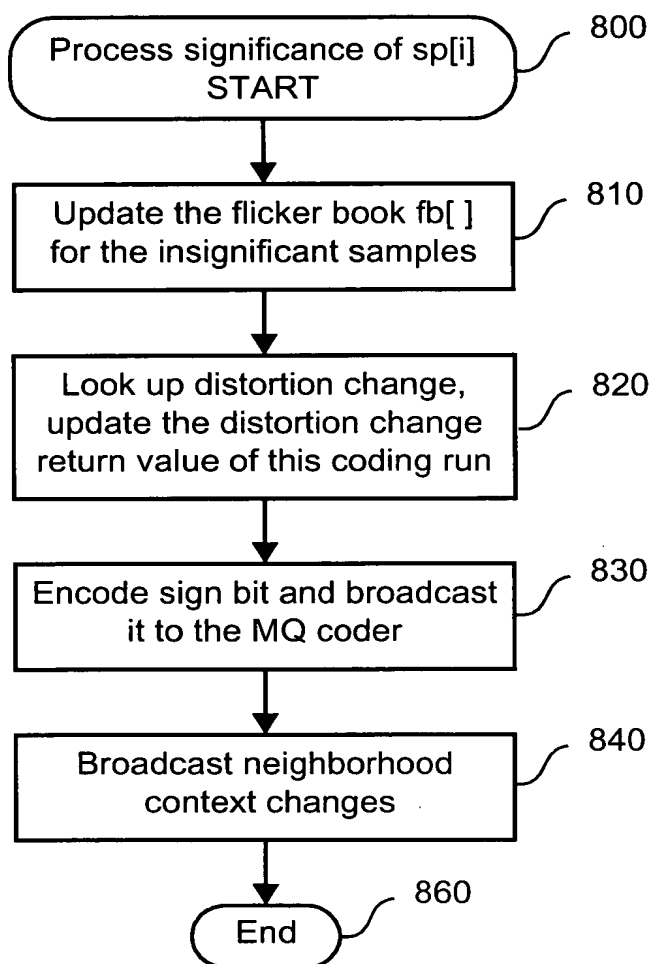 Process significance of sp[i]
START
800
Update the flicker book fb[ ]
for the insignificant samples
810
Look up distortion change,
update the distortion change
return value of this coding run
820
Encode sign bit and broadcast
it to the MQ coder
830
Broadcast neighborhood
context changes
840
End
860